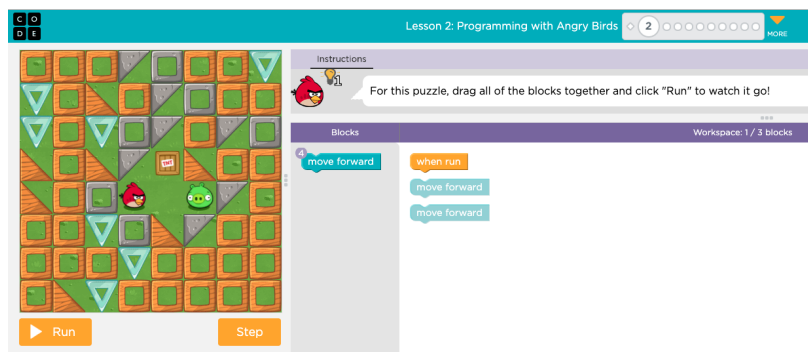 C O
D E
Lesson 2: Programming with Angry Birds
2
MORE
Instructions
1
For this puzzle, drag all of the blocks together and click "Run" to watch it go!
Blocks
Workspace: 1 / 3 blocks
4
move forward
when run
move forward
move forward
TNT
Run
Step